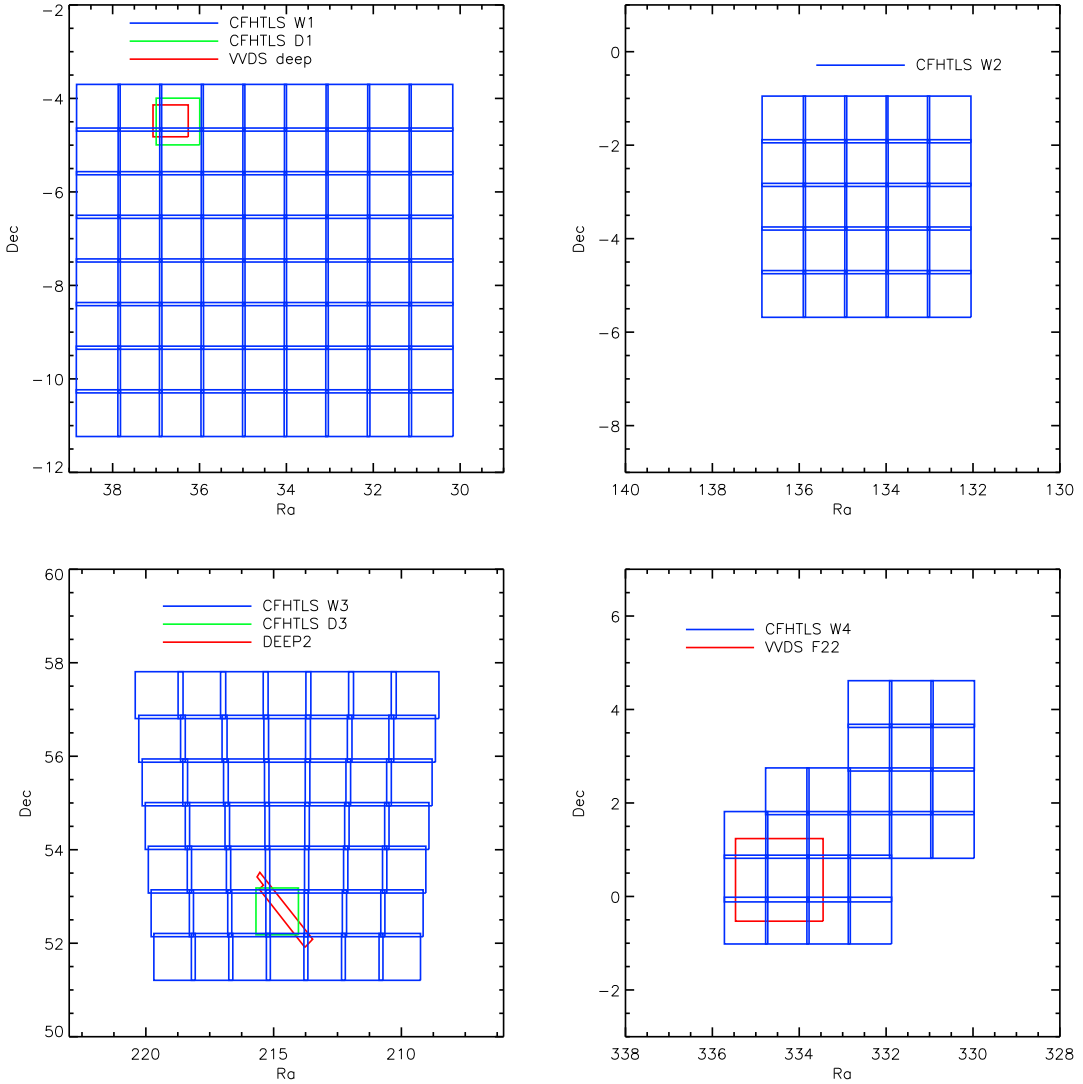 CFHTLS W1
CFHTLS D1
VVDS deep
-2
-4
-6
-8
-10
-12
Dec
38 36 34 32 30
Ra
CFHTLS W2
0
-2
-4
-6
-8
Dec
140 138 136 134 132 130
Ra
CFHTLS W3
CFHTLS D3
DEEP2
60
58
56
54
52
50
Dec
220 215 210
Ra
CFHTLS W4
VVDS F22
6
4
2
0
-2
Dec
338 336 334 332 330 328
Ra